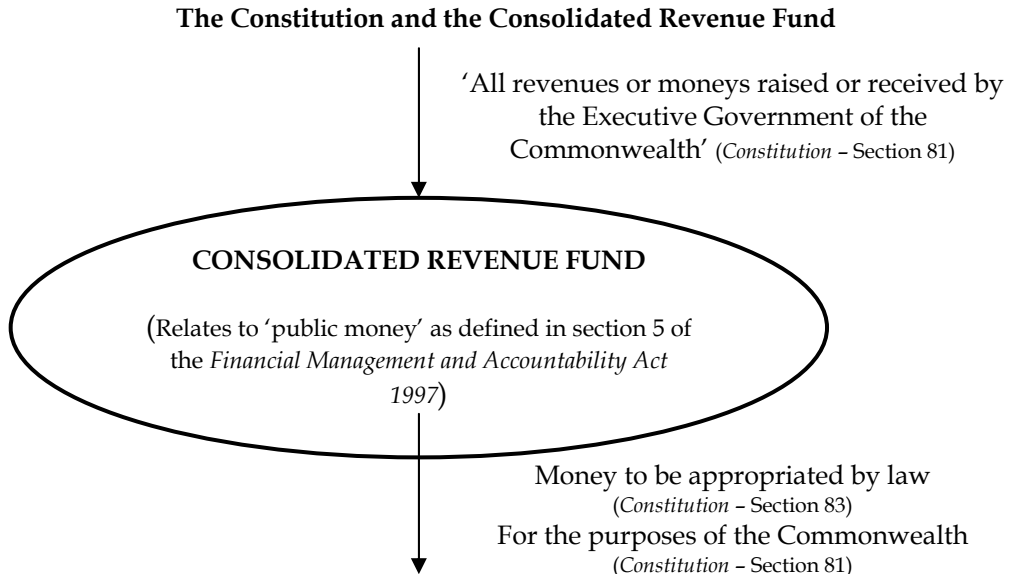 The Constitution and the Consolidated Revenue Fund
‘All revenues or moneys raised or received by
the Executive Government of the
Commonwealth’ (Constitution – Section 81)
CONSOLIDATED REVENUE FUND
(Relates to ‘public money’ as defined in section 5 of
the Financial Management and Accountability Act
1997)
Money to be appropriated by law
(Constitution – Section 83)
For the purposes of the Commonwealth
(Constitution – Section 81)